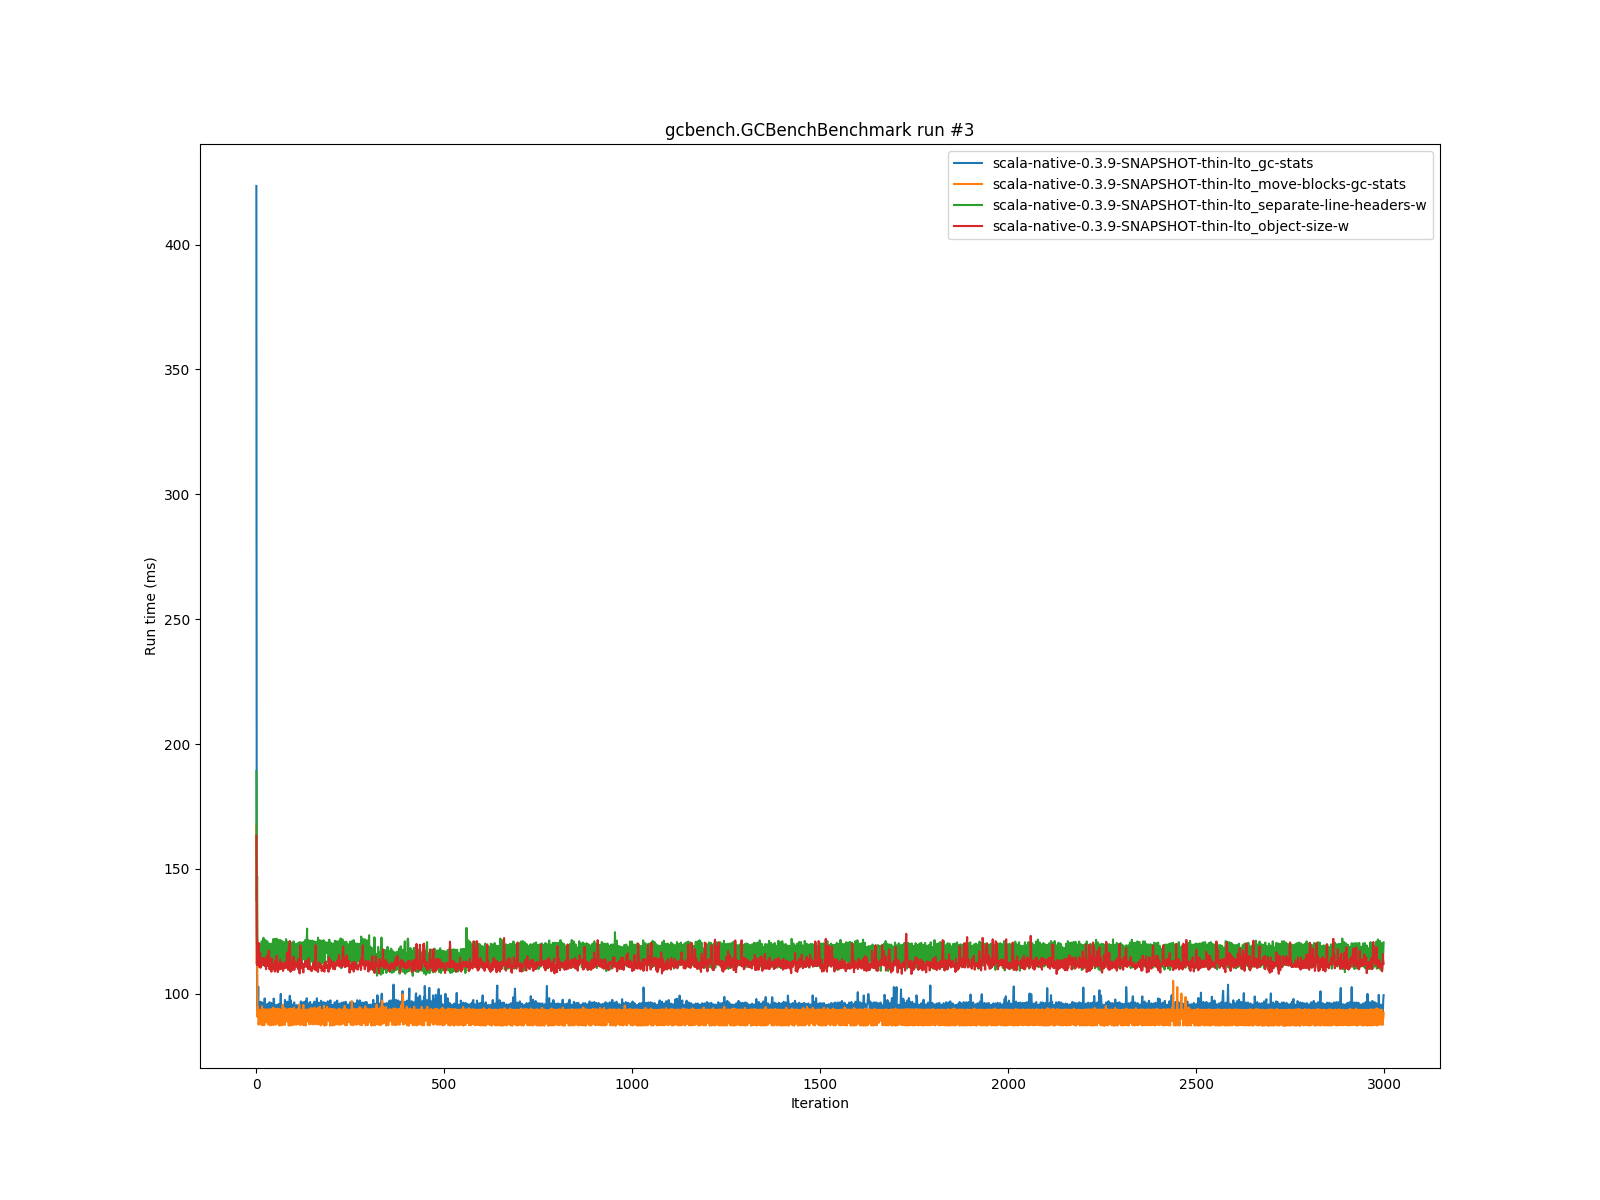 gcbench.GCBenchBenchmark run #3
scala-native-0.3.9-SNAPSHOT-thin-lto_gc-stats
scala-native-0.3.9-SNAPSHOT-thin-lto_move-blocks-gc-stats
scala-native-0.3.9-SNAPSHOT-thin-lto_separate-line-headers-w
scala-native-0.3.9-SNAPSHOT-thin-lto_object-size-w
400
350
300
250
200
150
100
Run time (ms)
0 500 1000 1500 2000 2500 3000
Iteration